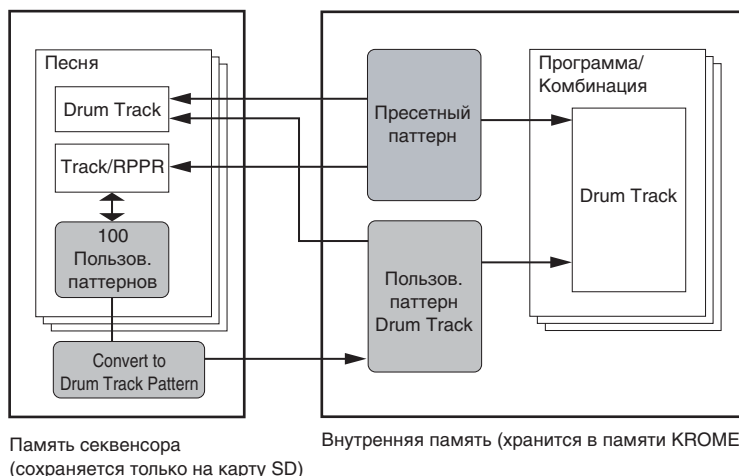 Песня
Drum Track
Track/RPPR
100
Пользов.
паттернов
Convert to
Drum Track Pattern
Пресетный
паттерн
Пользов.
паттерн
Drum Track
Программа/
Комбинация
Drum Track
Память секвенсора
(сохраняется только на карту SD)
Внутренняя память (хранится в памяти KROME